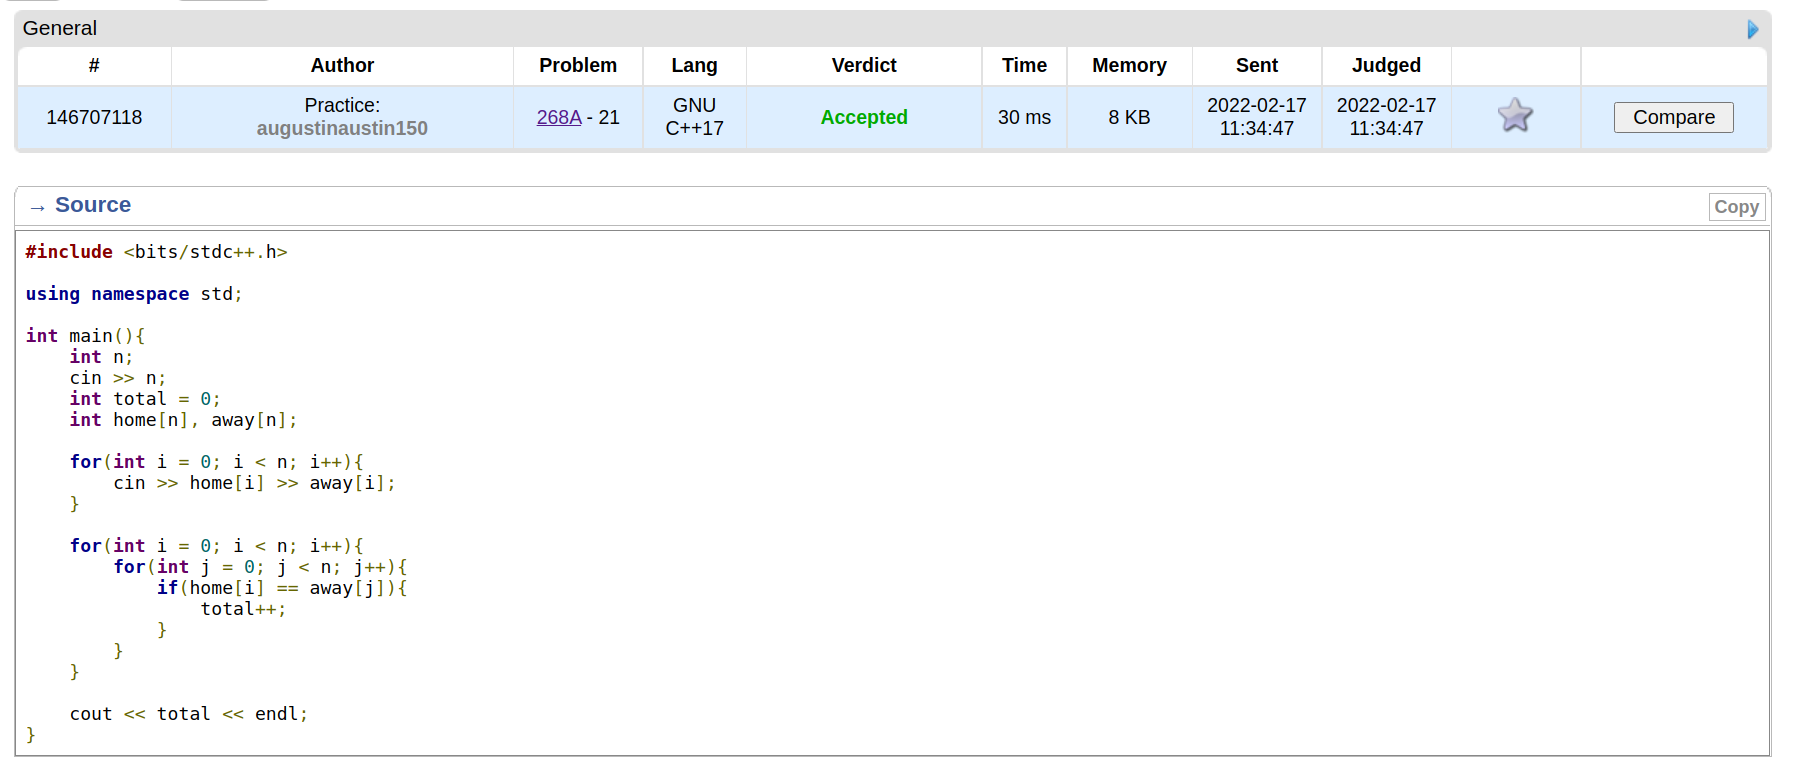 General
# Author Problem Lang Verdict Time Memory Sent Judged
146707118 Practice: augustinaustin150 268A - 21 GNU C++17 Accepted 30 ms 8 KB 2022-02-17 11:34:47 2022-02-17 11:34:47 Compare
→ Source Copy
#include <bits/stdc++.h>
using namespace std;
int main(){
    int n;
    cin >> n;
    int total = 0;
    int home[n], away[n];
    for(int i = 0; i < n; i++){
        cin >> home[i] >> away[i];
    }
    for(int i = 0; i < n; i++){
        for(int j = 0; j < n; j++){
            if(home[i] == away[j]){
                total++;
            }
        }
    }
    cout << total << endl;
}